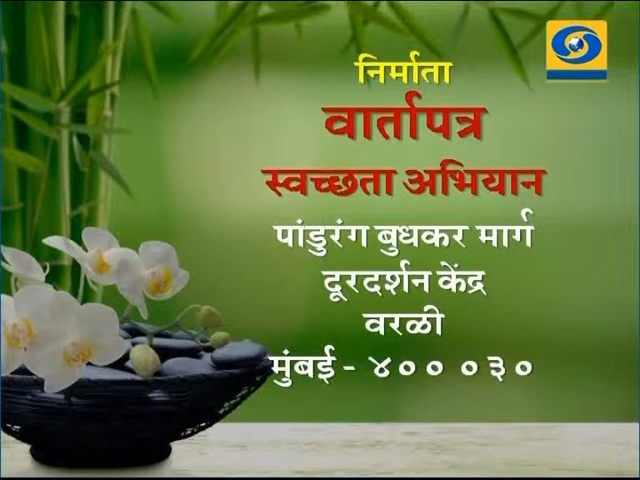 निर्माता
वार्तापत्र
स्वच्छता अभियान
पांडुरंग बुधकर मार्ग
दूरदर्शन केंद्र
वरळी
मुंबई - ४०० ०३०